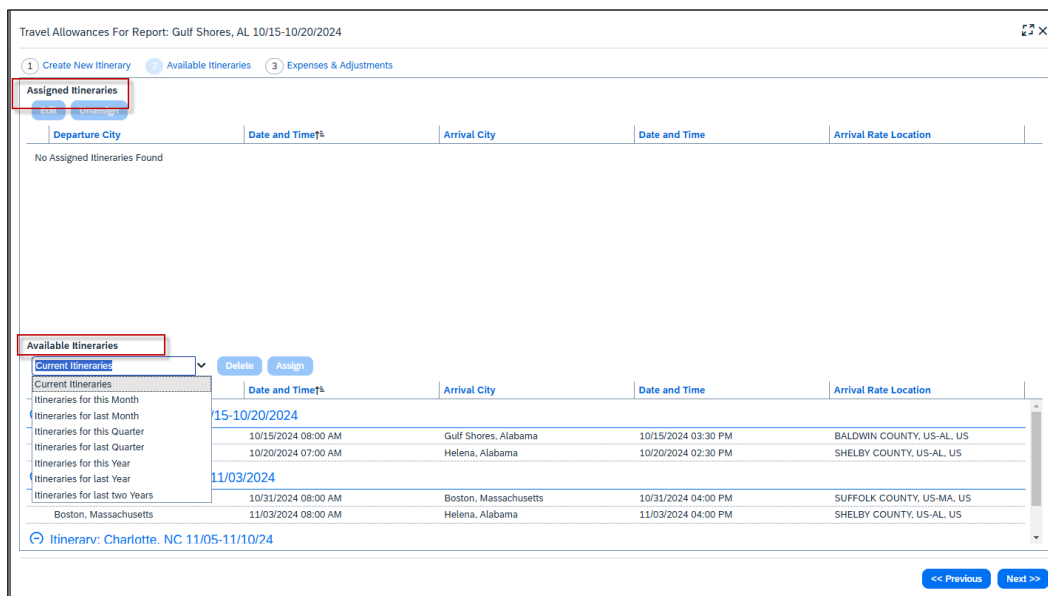 Travel Allowances For Report: Gulf Shores, AL 10/15-10/20/2024
1 Create New Itinerary 2 Available Itineraries 3 Expenses & Adjustments
Assigned Itineraries
Edit Unassign
Departure City Date and Time Arrival City Date and Time Arrival Rate Location
No Assigned Itineraries Found
Available Itineraries
Current Itineraries Delete Assign
Current Itineraries
Date and Time Arrival City Date and Time Arrival Rate Location
Itineraries for this Month
Itineraries for last Month
/15-10/20/2024
Itineraries for this Quarter
10/15/2024 08:00 AM Gulf Shores, Alabama 10/15/2024 03:30 PM BALDWIN COUNTY, US-AL, US
Itineraries for last Quarter
10/20/2024 07:00 AM Helena, Alabama 10/20/2024 02:30 PM SHELBY COUNTY, US-AL, US
Itineraries for this Year
Itineraries for last Year
11/03/2024
Itineraries for last two Years
10/31/2024 08:00 AM Boston, Massachusetts 10/31/2024 04:00 PM SUFFOLK COUNTY, US-MA, US
Boston, Massachusetts 11/03/2024 08:00 AM Helena, Alabama 11/03/2024 04:00 PM SHELBY COUNTY, US-AL, US
Itinerary: Charlotte, NC 11/05-11/10/24
<< Previous Next >>